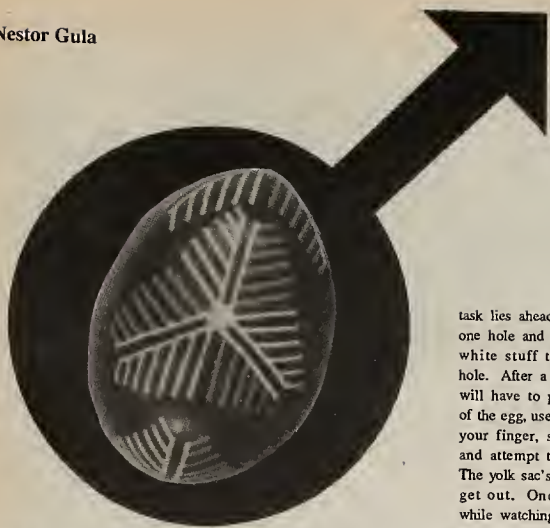 Nestor Gula
task lies ahead
one hole and
white stuff t
hole. After a
will have to p
of the egg, use
your finger, s
and attempt t
The yolk sac's
get out. On
while watching